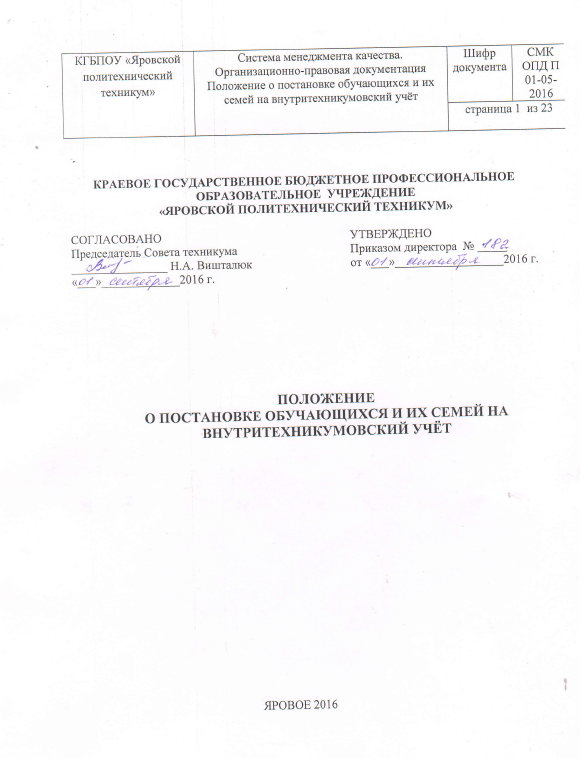 КГБПОУ «Яровской
политехнический
техникум»
Система менеджмента качества.
Организационно-правовая документация
Положение о постановке обучающихся и их
семей на внутритехникумовский учёт
Шифр
документа
СМК
ОПД П
01-05-
2016
страница 1 из 23
КРАЕВОЕ ГОСУДАРСТВЕННОЕ БЮДЖЕТНОЕ ПРОФЕССИОНАЛЬНОЕ
ОБРАЗОВАТЕЛЬНОЕ УЧРЕЖДЕНИЕ
«ЯРОВСКОЙ ПОЛИТЕХНИЧЕСКИЙ ТЕХНИКУМ»
СОГЛАСОВАНО
Председатель Совета техникума
Н.А. Вишталюк
«01» сентября 2016 г.
УТВЕРЖДЕНО
Приказом директора № 182
от «01» сентября 2016 г.
ПОЛОЖЕНИЕ
О ПОСТАНОВКЕ ОБУЧАЮЩИХСЯ И ИХ СЕМЕЙ НА
ВНУТРИТЕХНИКУМОВСКИЙ УЧЁТ
ЯРОВОЕ 2016